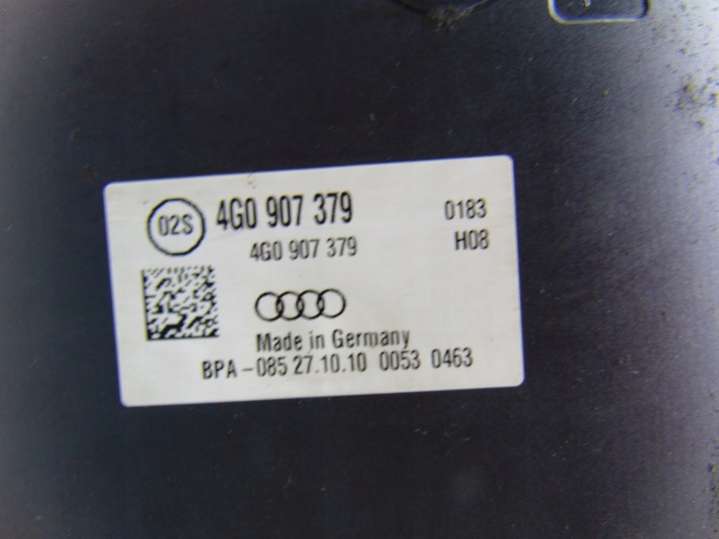 02S 4G0 907 379 0183
4G0 907 379 H08
Made in Germany
BPA-085 27.10.10 0053 0463